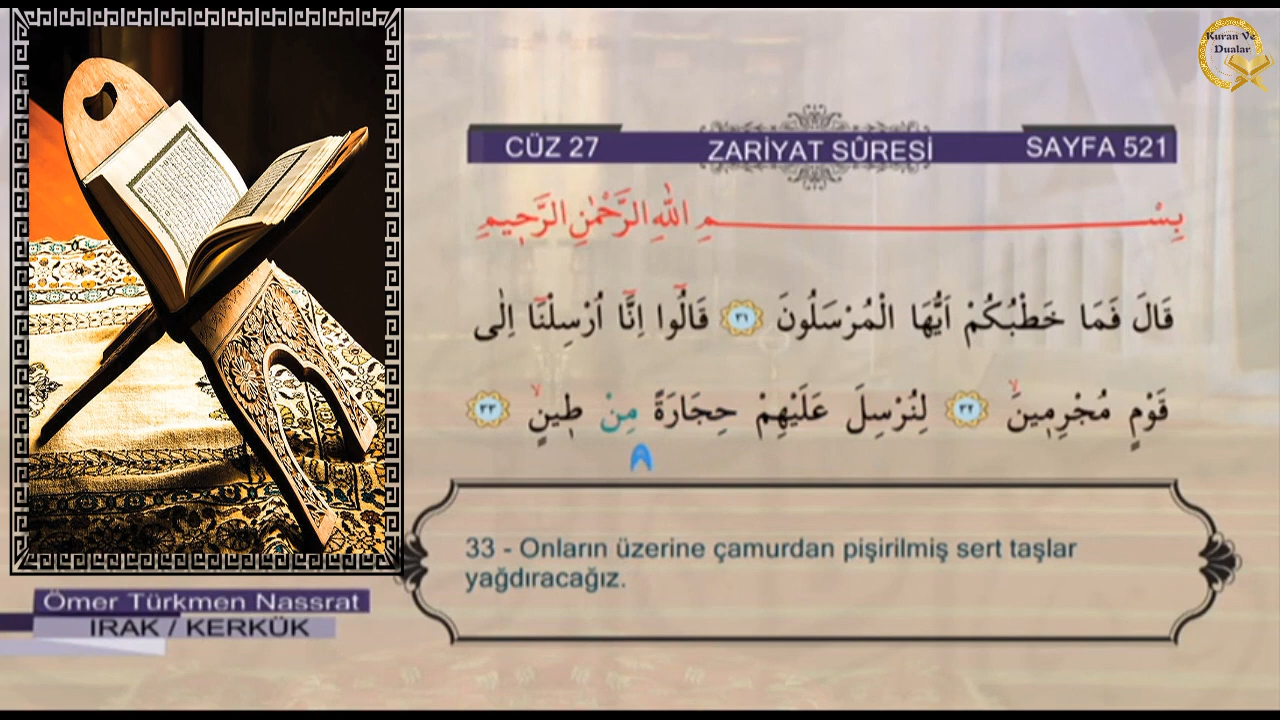 Kuran Ve
Dualar
CÜZ 27
ZARİYAT SÛRESİ
SAYFA 521
بِسْمِ اللّٰهِ الرَّحْمٰنِ الرَّحٖيمِ
قَالَ فَمَا خَطْبُكُمْ اَيُّهَا الْمُرْسَلُونَ ٣١ قَالُٓوا اِنَّٓا اُرْسِلْنَٓا اِلٰى
قَوْمٍ مُجْرِمٖينَۙ ٣٢ لِنُرْسِلَ عَلَيْهِمْ حِجَارَةً مِنْ طٖينٍۙ ٣٣
33 - Onların üzerine çamurdan pişirilmiş sert taşlar
yağdıracağız.
Ömer Türkmen Nassrat
IRAK / KERKÜK